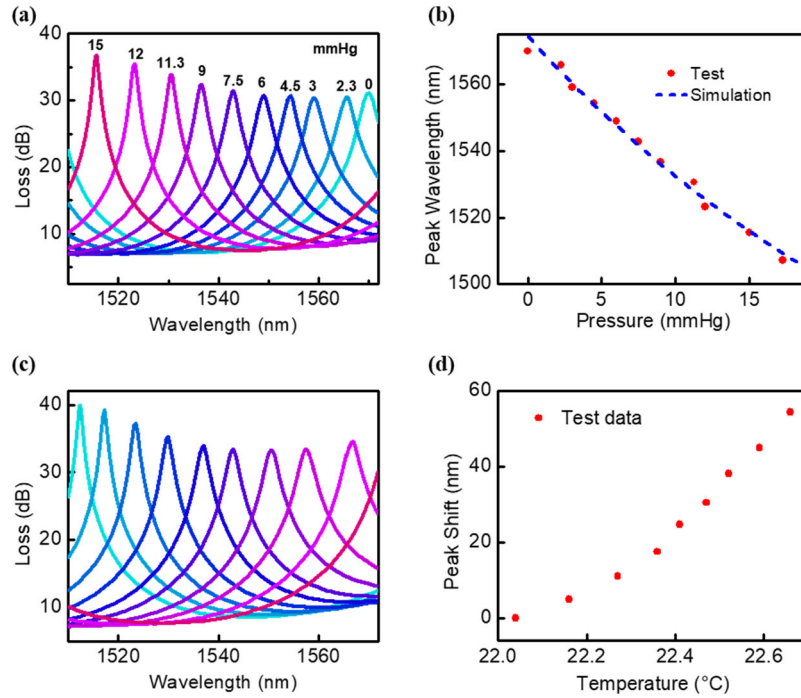 (a)
40
30
20
10
Loss (dB)
15 12 11.3 9 7.5 6 4.5 3 2.3 0
mmHg
1520 1540 1560
Wavelength (nm)
(b)
1560
1540
1520
1500
Peak Wavelength (nm)
Test
Simulation
0 5 10 15
Pressure (mmHg)
(c)
40
30
20
10
Loss (dB)
1520 1540 1560
Wavelength (nm)
(d)
60
40
20
0
Peak Shift (nm)
Test data
22.0 22.2 22.4 22.6
Temperature (°C)